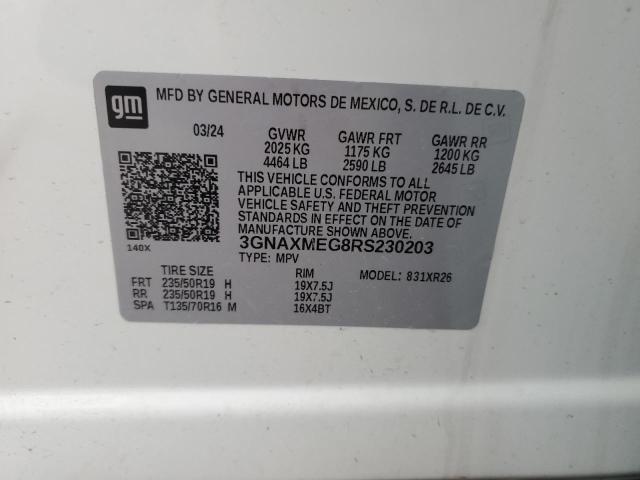 gm
MFD BY GENERAL MOTORS DE MEXICO, S. DE R.L. DE C.V.
03/24 GVWR GAWR FRT GAWR RR
2025 KG 1175 KG 1200 KG
4464 LB 2590 LB 2645 LB
THIS VEHICLE CONFORMS TO ALL
APPLICABLE U.S. FEDERAL MOTOR
VEHICLE SAFETY AND THEFT PREVENTION
STANDARDS IN EFFECT ON THE DATE OF
MANUFACTURE SHOWN ABOVE.
140X 3GNAXMEG8RS230203
TYPE: MPV MODEL: 831XR26
TIRE SIZE RIM
FRT 235/50R19 H 19X7.5J
RR 235/50R19 H 19X7.5J
SPA T135/70R16 M 16X4BT